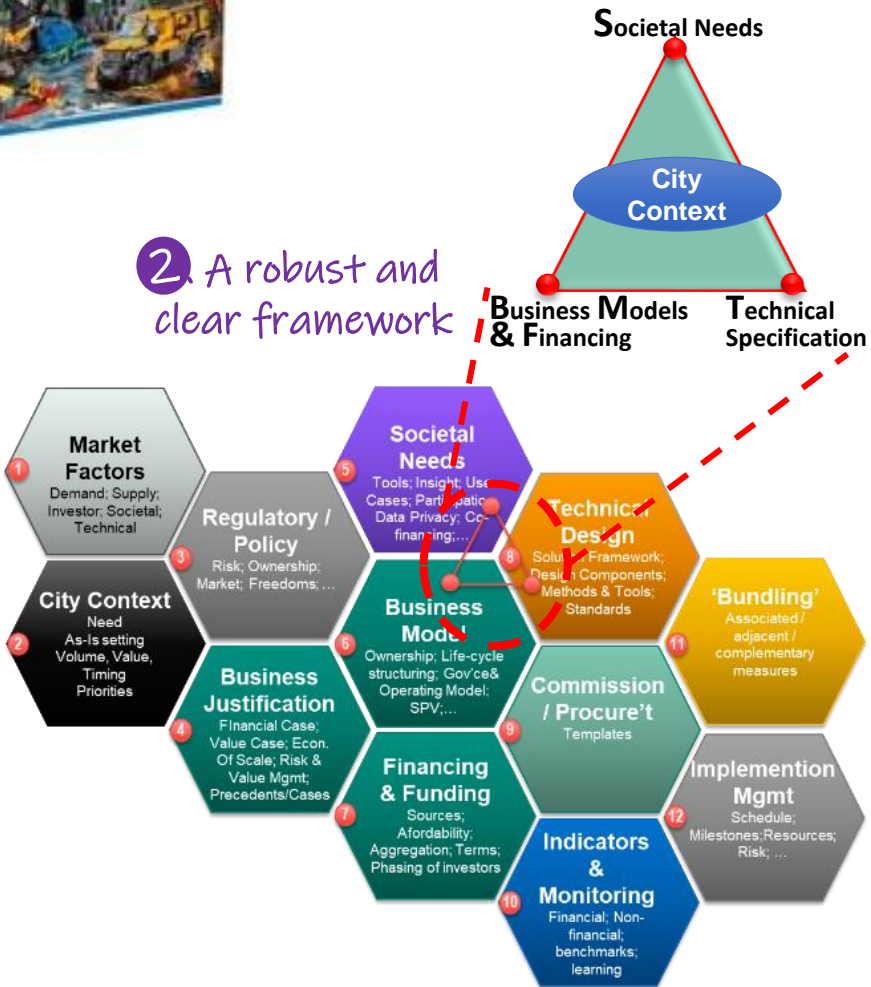 Societal Needs
City
Context
Business Models
& Financing
Technical
Specification
2. A robust and
clear framework
1
Market
Factors
Demand; Supply;
Investor; Societal;
Technical
2
City Context
Need
As-Is setting
Volume, Value,
Timing
Priorities
3
Regulatory /
Policy
Risk; Ownership;
Market; Freedoms; ...
4
Business
Justification
FInancial Case;
Value Case; Econ.
Of Scale; Risk &
Value Mgmt;
Precedents/Cases
5
Societal
Needs
Tools; Insight; Use
Cases; Participation
Data Privacy; Co-
financing;...
6
Business
Model
Ownership; Life-cycle
structuring; Gov'ce&
Operating Model;
SPV;...
7
Financing
& Funding
Sources;
Afordability;
Aggregation; Terms;
Phasing of investors
8
Technical
Design
Solution Framework;
Design Components;
Methods & Tools;
Standards
9
Commission
/ Procure't
Templates
10
Indicators
&
Monitoring
Financial; Non-
financial;
benchmarks;
learning
11
‘Bundling’
Associated /
adjacent /
complementary
measures
12
Implemention
Mgmt
Schedule;
Milestones;Resources;
Risk; ...